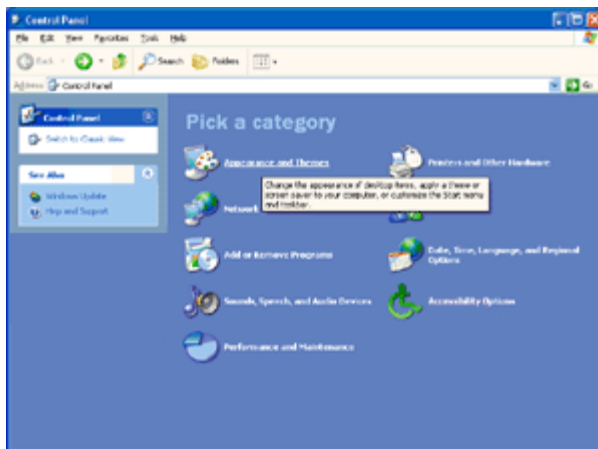 Control Panel
File Edit View Favorites Tools Help
Back Search Folders
Address Control Panel Go
Control Panel
Switch to Classic View
See Also
Windows Update
Help and Support
Pick a category
Appearance and Themes
Printers and Other Hardware
Change the appearance of desktop items, apply a theme or
screen saver to your computer, or customize the Start menu
and taskbar.
Network
Add or Remove Programs
Date, Time, Language, and Regional
Options
Sounds, Speech, and Audio Devices
Accessibility Options
Performance and Maintenance